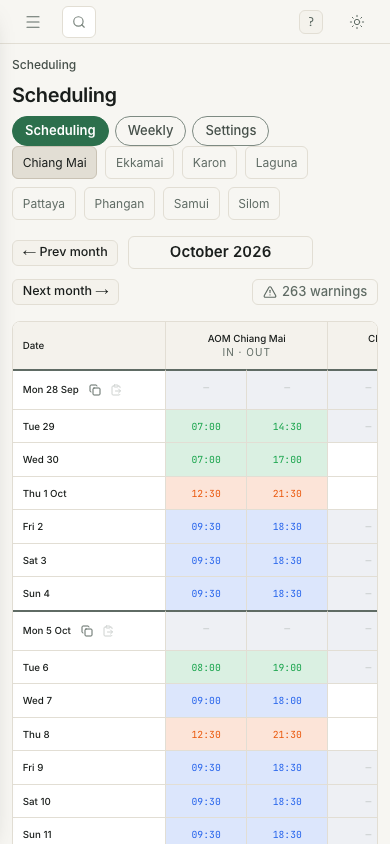 ?
Scheduling
Scheduling
Scheduling Weekly Settings
Chiang Mai Ekkamai Karon Laguna
Pattaya Phangan Samui Silom
← Prev month October 2026
Next month → 263 warnings
Date AOM Chiang Mai
IN · OUT
Mon 28 Sep — — —
Tue 29 07:00 14:30 —
Wed 30 07:00 17:00
Thu 1 Oct 12:30 21:30
Fri 2 09:30 18:30 —
Sat 3 09:30 18:30 —
Sun 4 09:30 18:30 —
Mon 5 Oct — — —
Tue 6 08:00 19:00 —
Wed 7 09:00 18:00
Thu 8 12:30 21:30
Fri 9 09:30 18:30 —
Sat 10 09:30 18:30 —
Sun 11 09:30 18:30 —